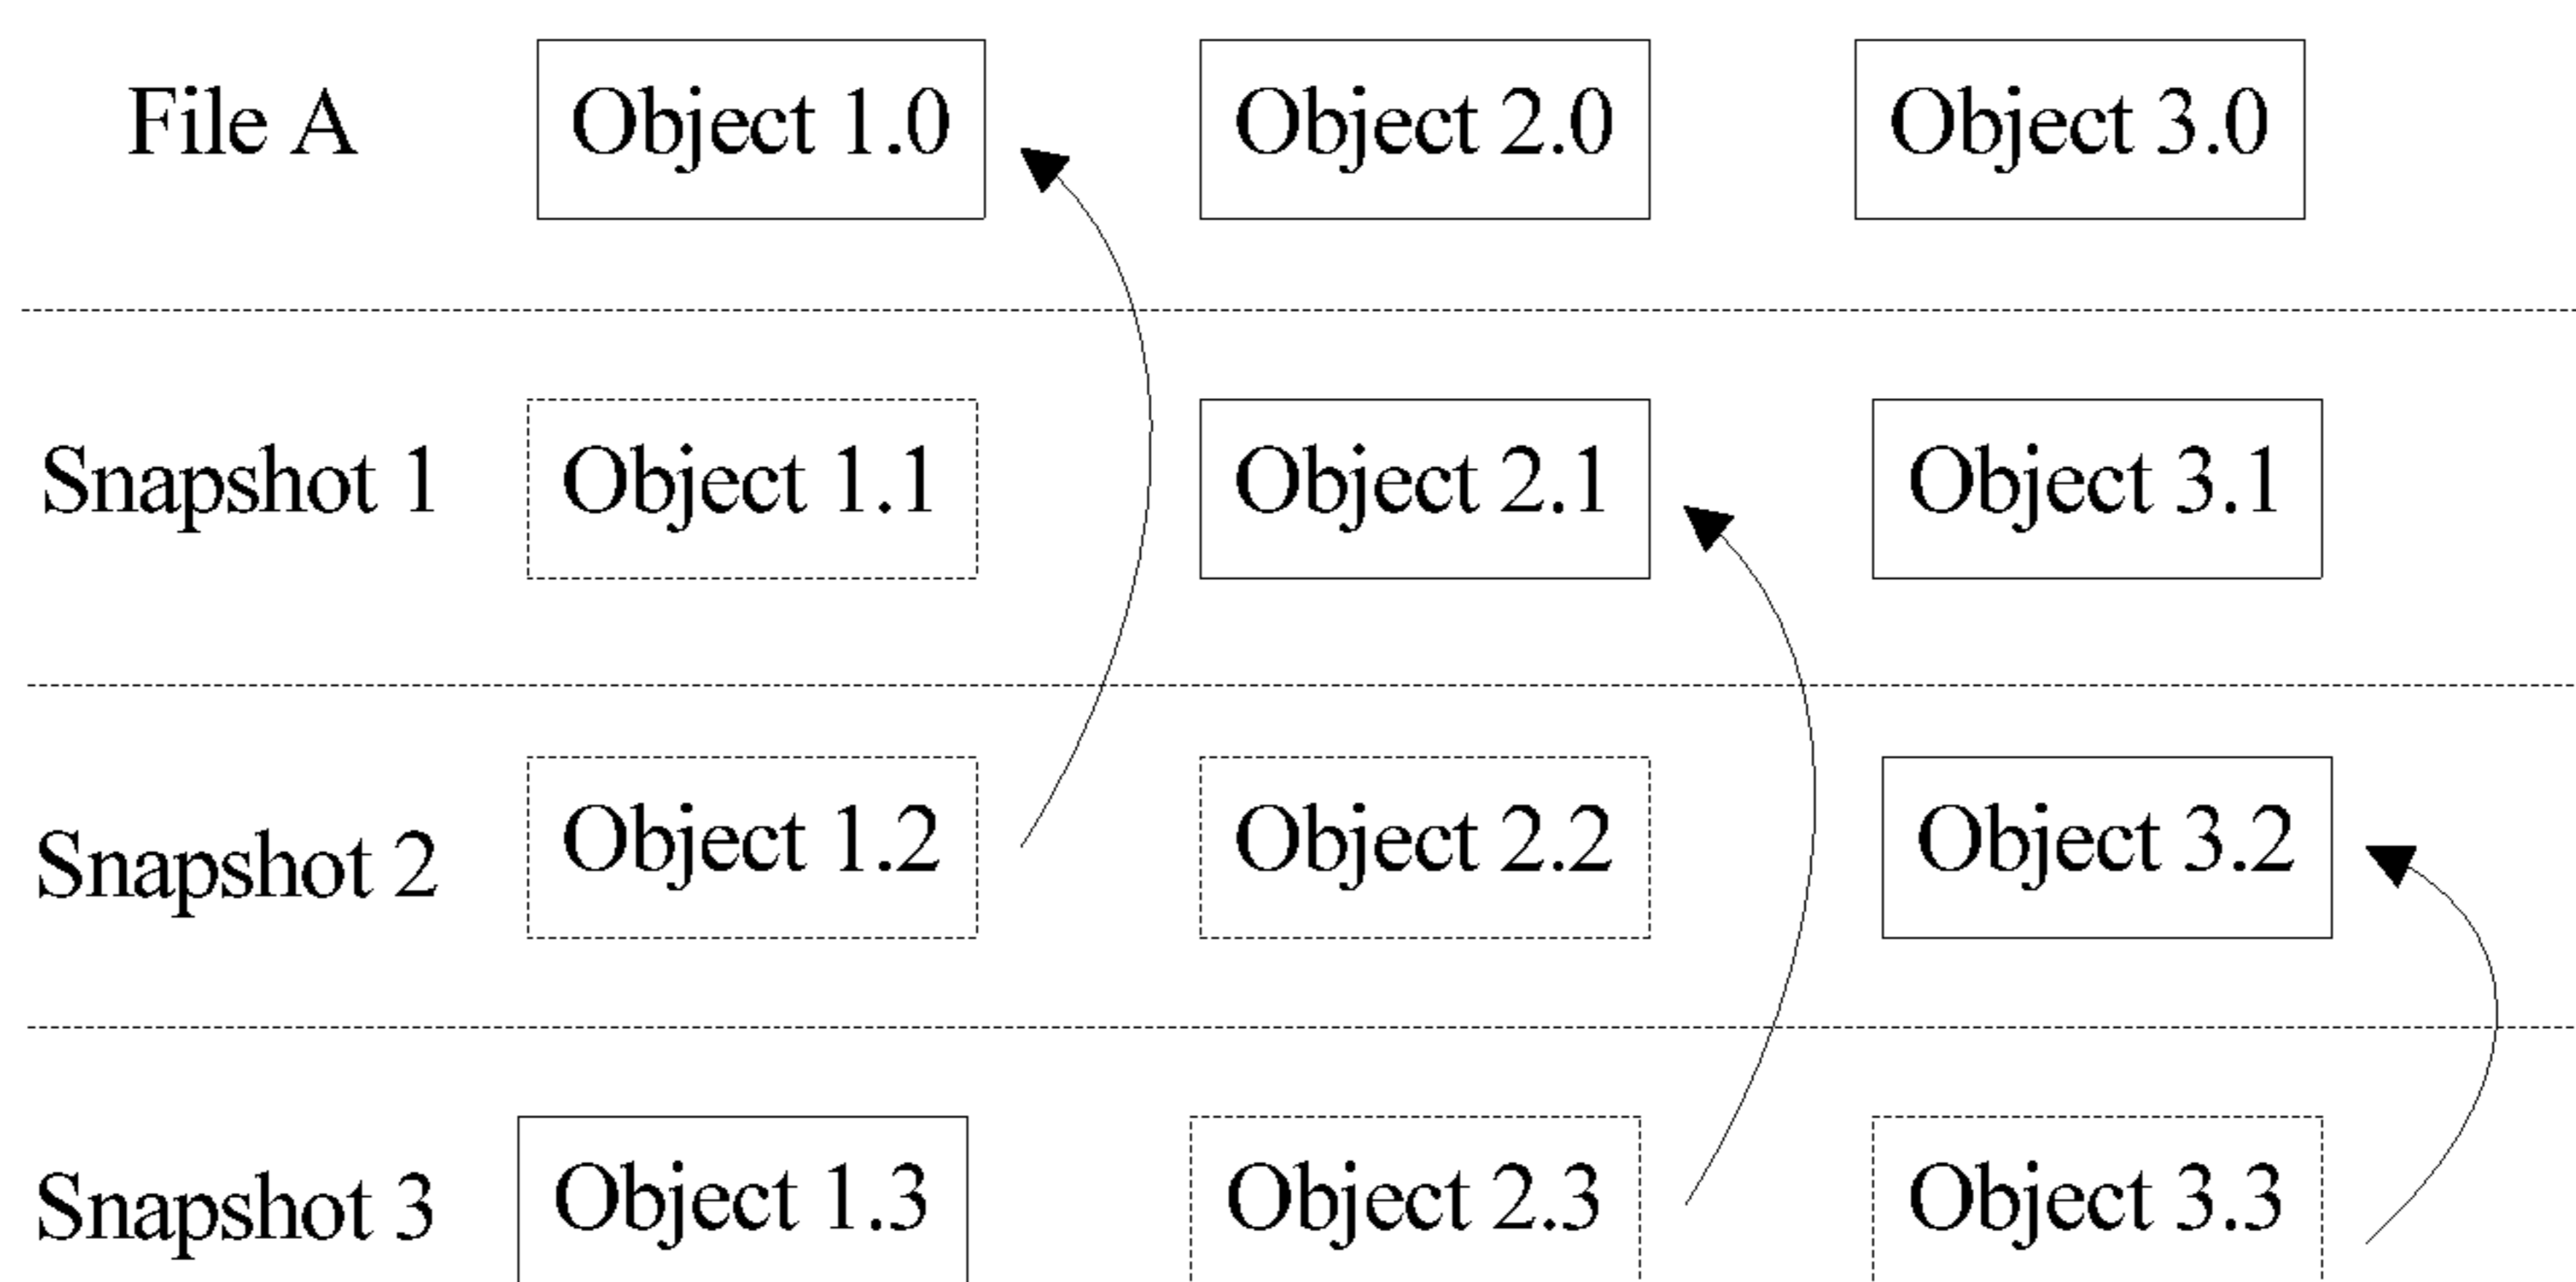 File A Object 1.0 Object 2.0 Object 3.0
Snapshot 1 Object 1.1 Object 2.1 Object 3.1
Snapshot 2 Object 1.2 Object 2.2 Object 3.2
Snapshot 3 Object 1.3 Object 2.3 Object 3.3